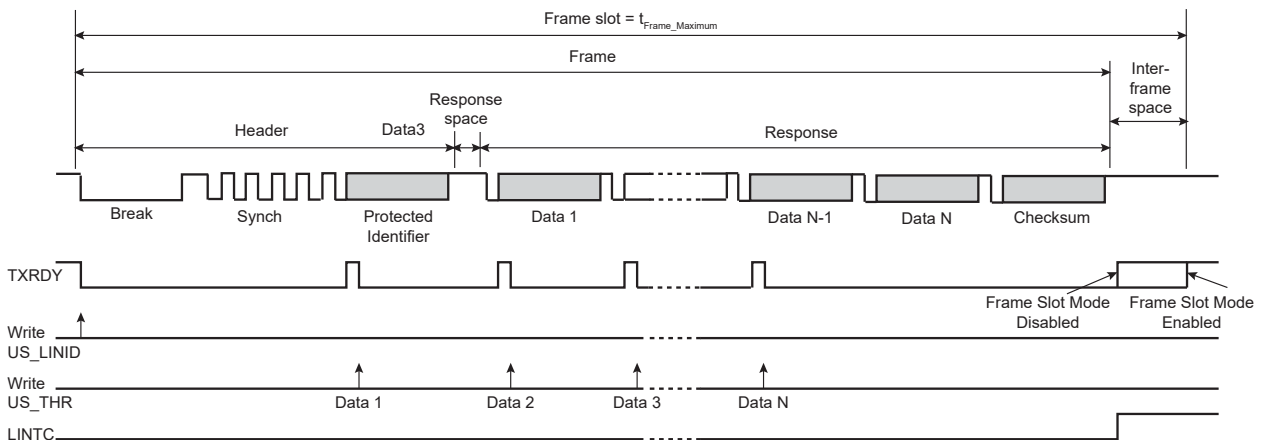 Frame slot = tFrame_Maximum
Frame
Inter-
frame
space
Response
space
Header
Data3
Response
Break
Synch
Protected
Identifier
Data 1
Data N-1
Data N
Checksum
TXRDY
Frame Slot Mode
Disabled
Frame Slot Mode
Enabled
Write
US_LINID
Write
US_THR
Data 1
Data 2
Data 3
Data N
LINTC